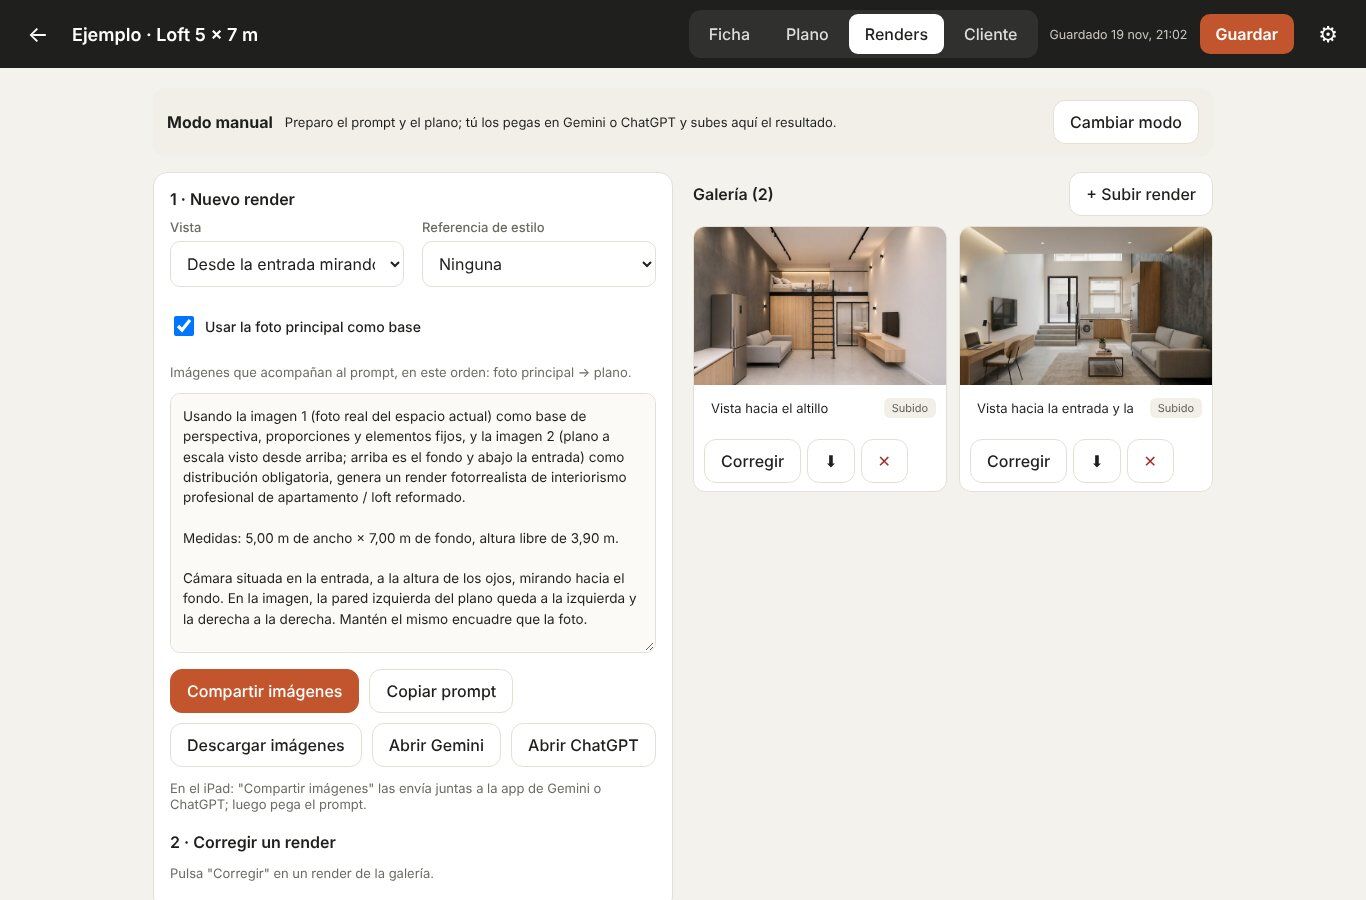 Ejemplo · Loft 5 × 7 m
Ficha
Plano
Renders
Cliente
Guardado 19 nov, 21:02
Guardar
Modo manual
Preparo el prompt y el plano; tú los pegas en Gemini o ChatGPT y subes aquí el resultado.
Cambiar modo
1 · Nuevo render
Vista
Referencia de estilo
Desde la entrada mirando
Ninguna
Usar la foto principal como base
Imágenes que acompañan al prompt, en este orden: foto principal → plano.
Usando la imagen 1 (foto real del espacio actual) como base de
perspectiva, proporciones y elementos fijos, y la imagen 2 (plano a
escala visto desde arriba; arriba es el fondo y abajo la entrada) como
distribución obligatoria, genera un render fotorrealista de interiorismo
profesional de apartamento / loft reformado.
Medidas: 5,00 m de ancho × 7,00 m de fondo, altura libre de 3,90 m.
Cámara situada en la entrada, a la altura de los ojos, mirando hacia el
fondo. En la imagen, la pared izquierda del plano queda a la izquierda y
la derecha a la derecha. Mantén el mismo encuadre que la foto.
Compartir imágenes
Copiar prompt
Descargar imágenes
Abrir Gemini
Abrir ChatGPT
En el iPad: "Compartir imágenes" las envía juntas a la app de Gemini o
ChatGPT; luego pega el prompt.
2 · Corregir un render
Pulsa "Corregir" en un render de la galería.
Galería (2)
+ Subir render
Vista hacia el altillo
Subido
Corregir
Vista hacia la entrada y la
Subido
Corregir